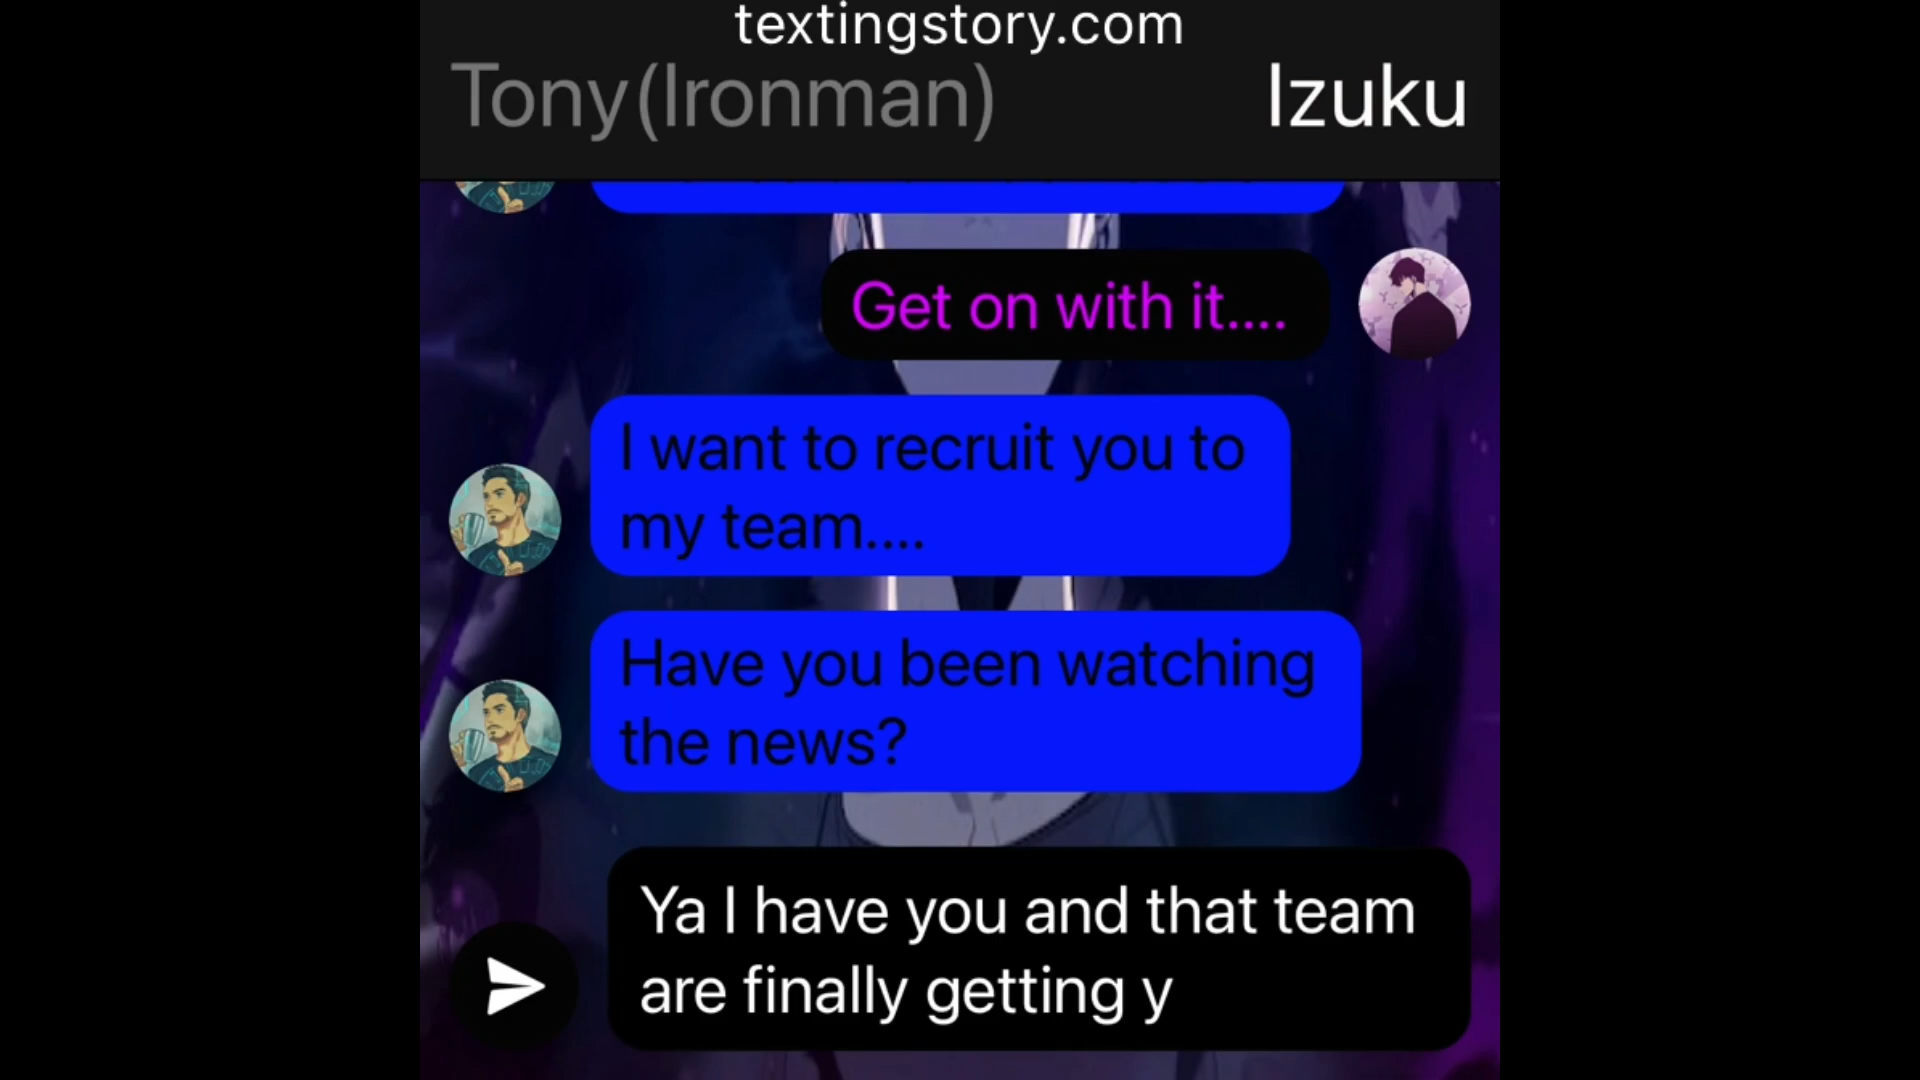 textingstory.com
Tony(Ironman)
Izuku
Get on with it....
I want to recruit you to
my team....
Have you been watching
the news?
Ya I have you and that team
are finally getting y